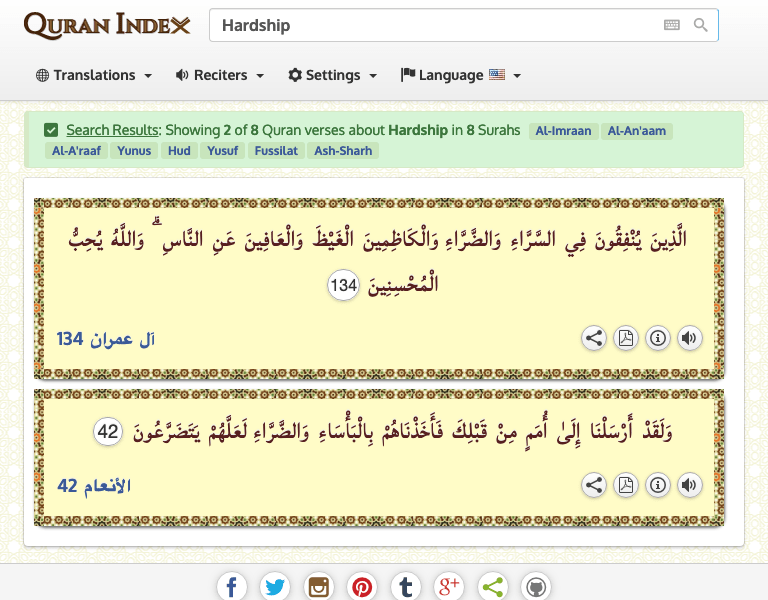 QURAN INDEX
Hardship
Translations Reciters Settings Language
Search Results: Showing 2 of 8 Quran verses about Hardship in 8 Surahs Al-Imraan Al-An'aam
Al-A'raaf Yunus Hud Yusuf Fussilat Ash-Sharh
الَّذِينَ يُنْفِقُونَ فِي السَّرَّاءِ وَالضَّرَّاءِ وَالْكَاظِمِينَ الْغَيْظَ وَالْعَافِينَ عَنِ النَّاسِ ۗ وَاللَّهُ يُحِبُّ
الْمُحْسِنِينَ 134
آل عمران 134
وَلَقَدْ أَرْسَلْنَا إِلَىٰ أُمَمٍ مِنْ قَبْلِكَ فَأَخَذْنَاهُمْ بِالْبَأْسَاءِ وَالضَّرَّاءِ لَعَلَّهُمْ يَتَضَرَّعُونَ 42
الأنعام 42